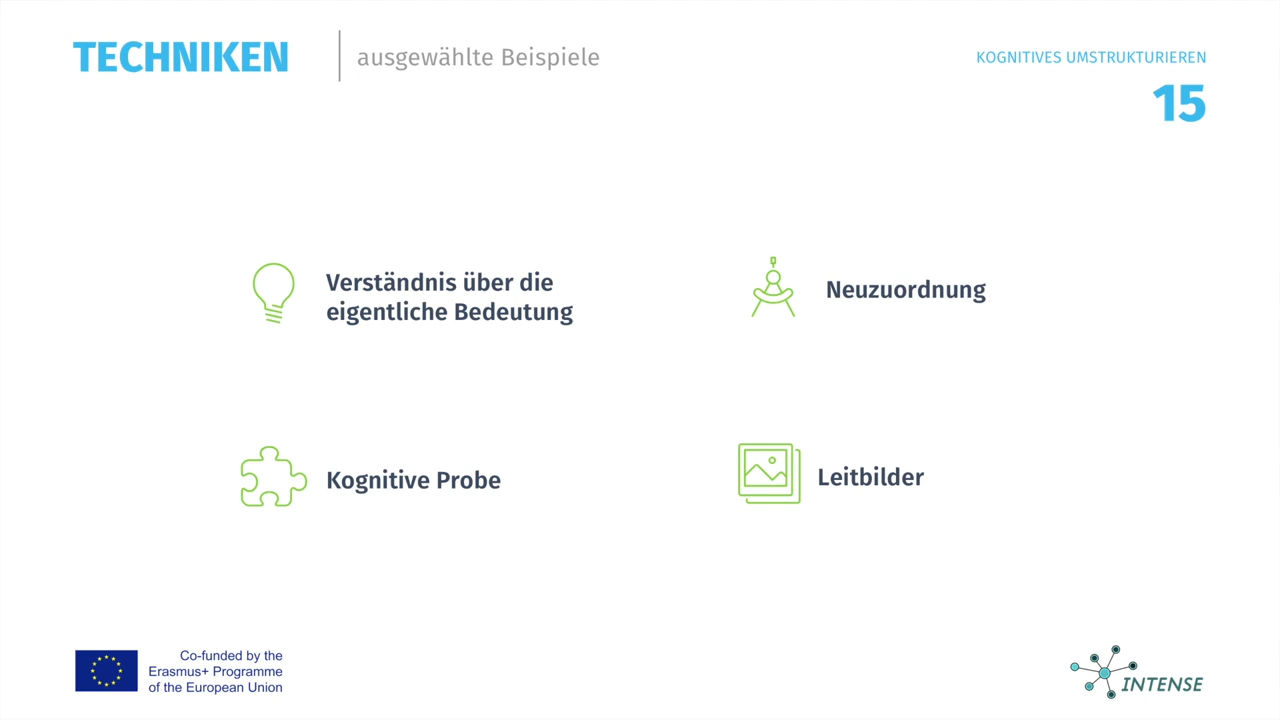 TECHNIKEN
ausgewählte Beispiele
KOGNITIVES UMSTRUKTURIEREN
15
Verständnis über die
eigentliche Bedeutung
Neuzuordnung
Kognitive Probe
Leitbilder
Co-funded by the
Erasmus+ Programme
of the European Union
INTENSE